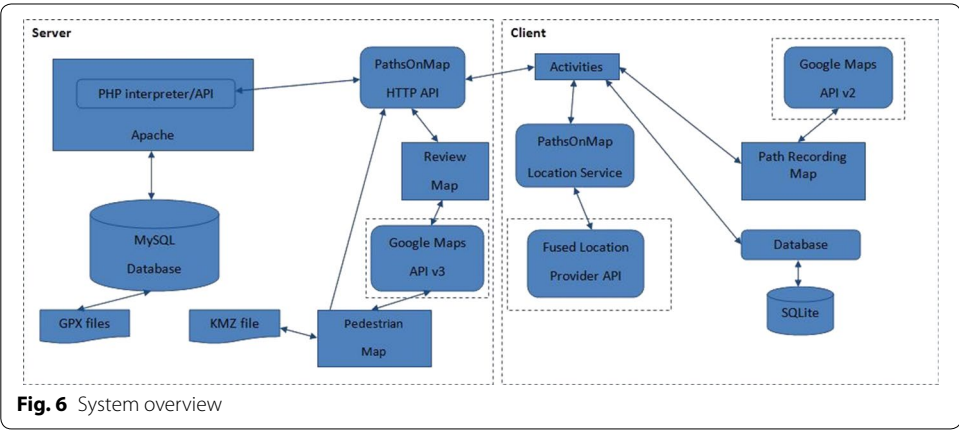 Server
PHP interpreter/API
Apache
MySQL
Database
GPX files
KMZ file
PathsOnMap
HTTP API
Review
Map
Google Maps
API v3
Pedestrian
Map
Client
Activities
PathsOnMap
Location Service
Fused Location
Provider API
Google Maps
API v2
Path Recording
Map
Database
SQLite
Fig. 6 System overview